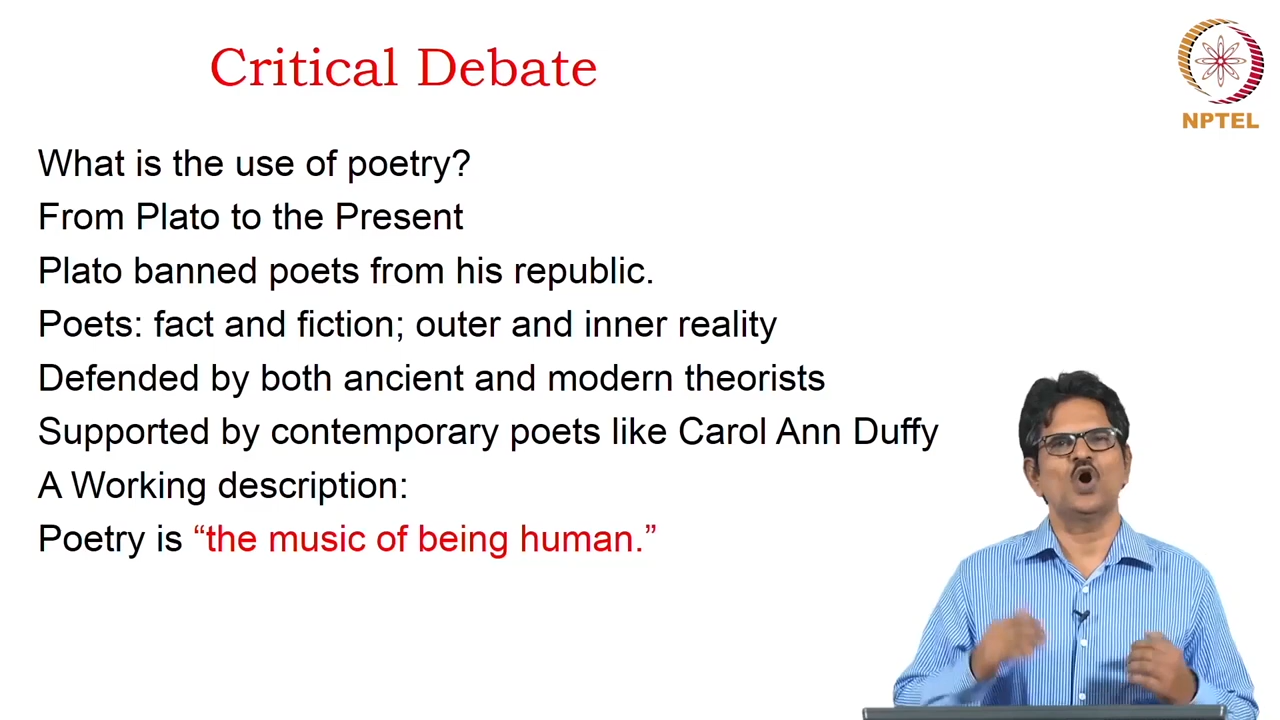 Critical Debate
NPTEL
What is the use of poetry?
From Plato to the Present
Plato banned poets from his republic.
Poets: fact and fiction; outer and inner reality
Defended by both ancient and modern theorists
Supported by contemporary poets like Carol Ann Duffy
A Working description:
Poetry is “the music of being human.”